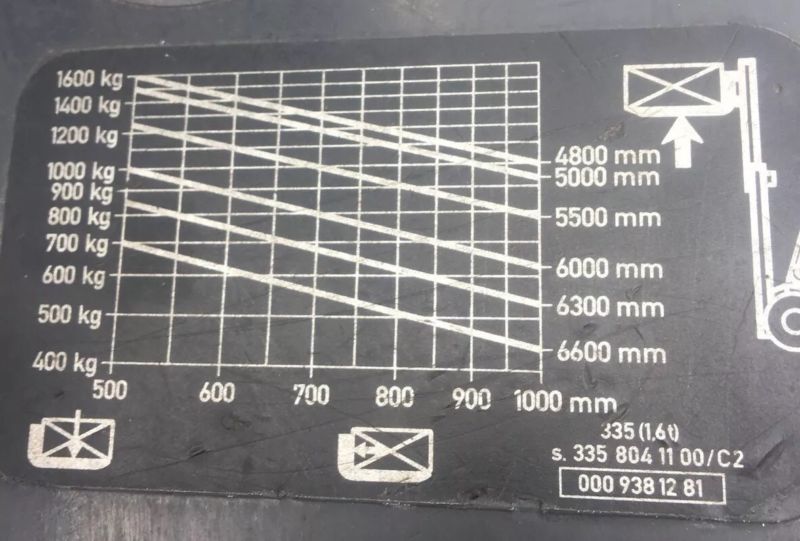 1600 kg
1400 kg
1200 kg
1000 kg
900 kg
800 kg
700 kg
600 kg
500 kg
400 kg
500 600 700 800 900 1000 mm
4800 mm
5000 mm
5500 mm
6000 mm
6300 mm
6600 mm
335 (1,6t)
s. 335 804 11 00/C2
000 938 12 81